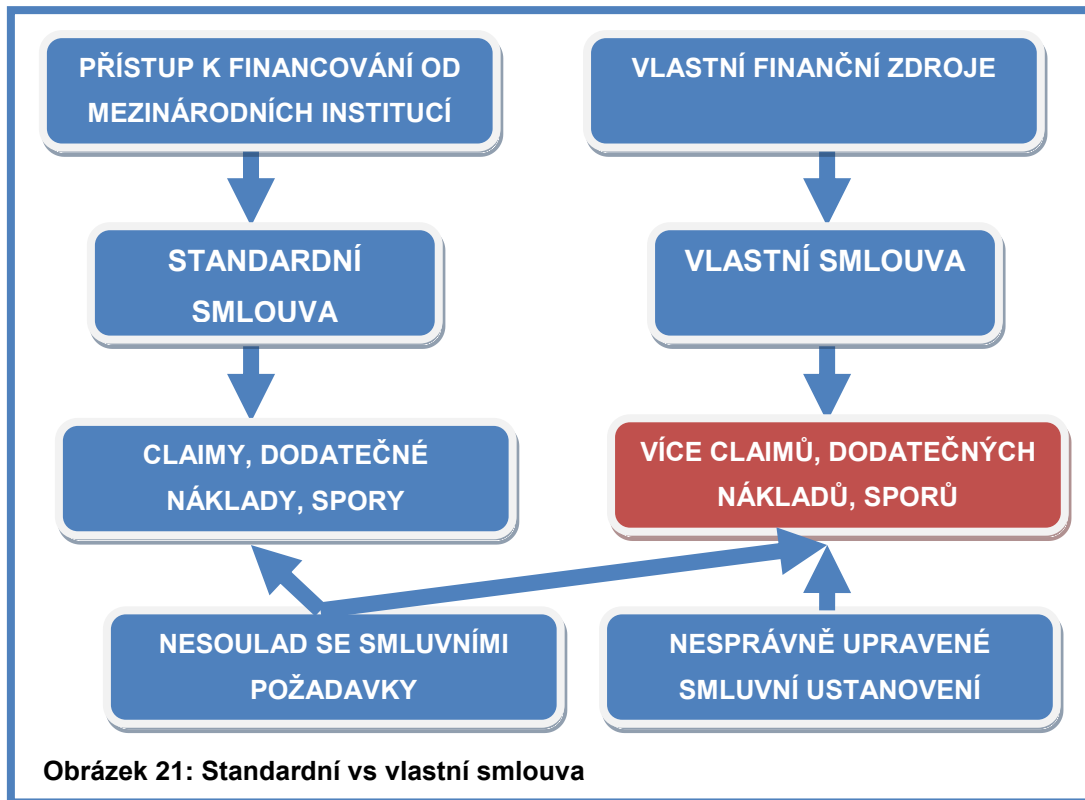 PŘÍSTUP K FINANCOVÁNÍ OD
MEZINÁRODNÍCH INSTITUCÍ
VLASTNÍ FINANČNÍ ZDROJE
STANDARDNÍ
SMLOUVA
VLASTNÍ SMLOUVA
CLAIMY, DODATEČNÉ
NÁKLADY, SPORY
VÍCE CLAIMŮ, DODATEČNÝCH
NÁKLADŮ, SPORŮ
NESOULAD SE SMLUVNÍMI
POŽADAVKY
NESPRÁVNĚ UPRAVENÉ
SMLUVNÍ USTANOVENÍ
Obrázek 21: Standardní vs vlastní smlouva